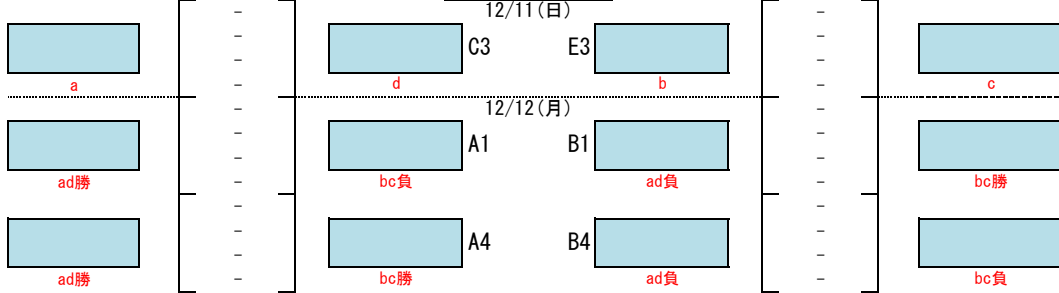 12/11(日)
- -
- C3 E3 -
- -
a - d b - c
12/12(月)
- -
- A1 B1 -
- -
ad勝 - bc負 ad負 - bc勝
- -
- A4 B4 -
- -
ad勝 - bc勝 ad負 - bc負